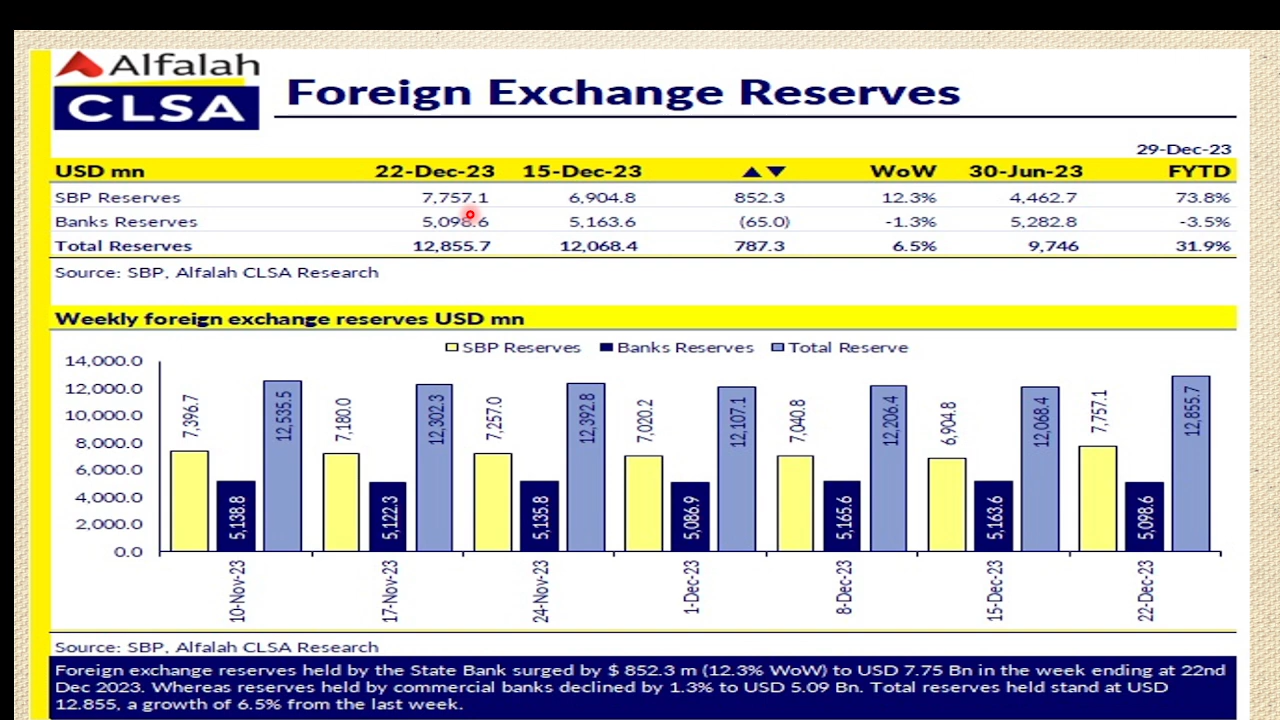 Alfalah
CLSA
Foreign Exchange Reserves
29-Dec-23
USD mn 22-Dec-23 15-Dec-23 ▲▼ WoW 30-Jun-23 FYTD
SBP Reserves 7,757.1 6,904.8 852.3 12.3% 4,462.7 73.8%
Banks Reserves 5,098.6 5,163.6 (65.0) -1.3% 5,282.8 -3.5%
Total Reserves 12,855.7 12,068.4 787.3 6.5% 9,746 31.9%
Source: SBP, Alfalah CLSA Research
Weekly foreign exchange reserves USD mn
SBP Reserves Banks Reserves Total Reserve
14,000.0
12,000.0
10,000.0
8,000.0
6,000.0
4,000.0
2,000.0
0.0
7,396.7 5,138.8 12,535.5
7,180.0 5,122.3 12,302.3
7,257.0 5,135.8 12,392.8
7,020.2 5,086.9 12,107.1
7,040.8 5,165.6 12,206.4
6,904.8 5,163.6 12,068.4
7,757.1 5,098.6 12,855.7
10-Nov-23 17-Nov-23 24-Nov-23 1-Dec-23 8-Dec-23 15-Dec-23 22-Dec-23
Source: SBP, Alfalah CLSA Research
Foreign exchange reserves held by the State Bank surged by $ 852.3 m (12.3% WoW) to USD 7.75 Bn in the week ending at 22nd
Dec 2023. Whereas reserves held by commercial banks declined by 1.3% to USD 5.09 Bn. Total reserves held stand at USD
12.855, a growth of 6.5% from the last week.